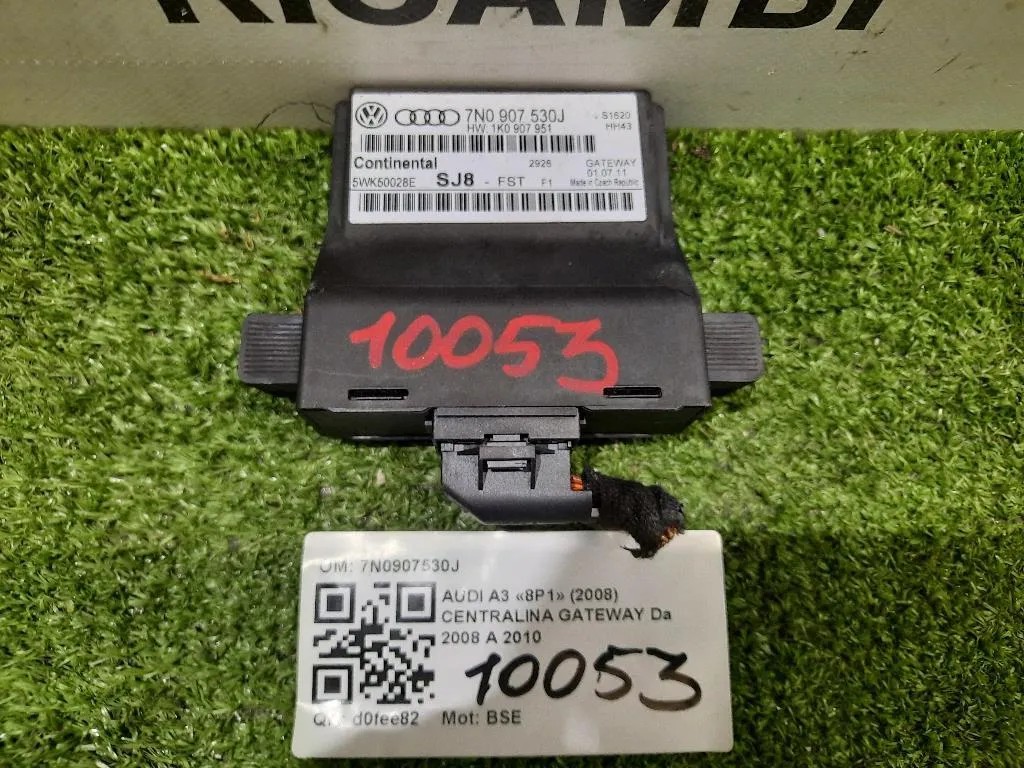 RICAMBI
7N0 907 530J
S1620
HW. 1K0 907 951
HH43
Continental
2926
GATEWAY
01.07.11
5WK50028E SJ8 - FST F1 Made in Czech Republic
10053
OM: 7N0907530J
AUDI A3 «8P1» (2008)
CENTRALINA GATEWAY Da
2008 A 2010
10053
d0fee82 Mot: BSE